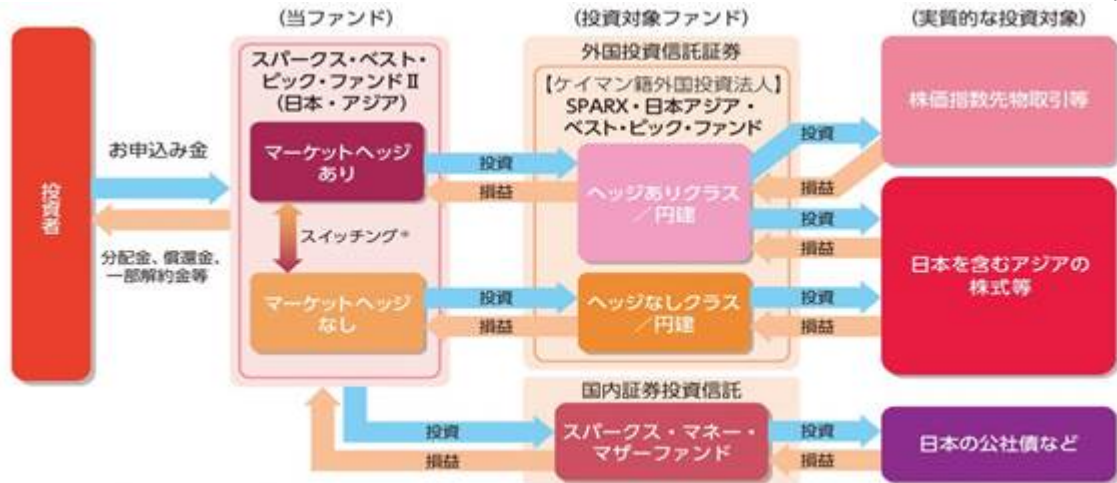 (当ファンド)
(投資対象ファンド)
(実質的な投資対象)
投資者
お申込み金
分配金、償還金、
一部解約金等
スパークス・ベスト・
ピック・ファンドⅡ
(日本・アジア)
マーケットヘッジ
あり
スイッチング※
マーケットヘッジ
なし
投資
損益
投資
損益
外国投資信託証券
【ケイマン籍外国投資法人】
SPARX・日本アジア・
ベスト・ピック・ファンド
ヘッジありクラス
/円建
ヘッジなしクラス
/円建
投資
損益
投資
損益
投資
損益
株価指数先物取引等
日本を含むアジアの
株式等
投資
損益
国内証券投資信託
スパークス・マネー・
マザーファンド
投資
損益
日本の公社債など